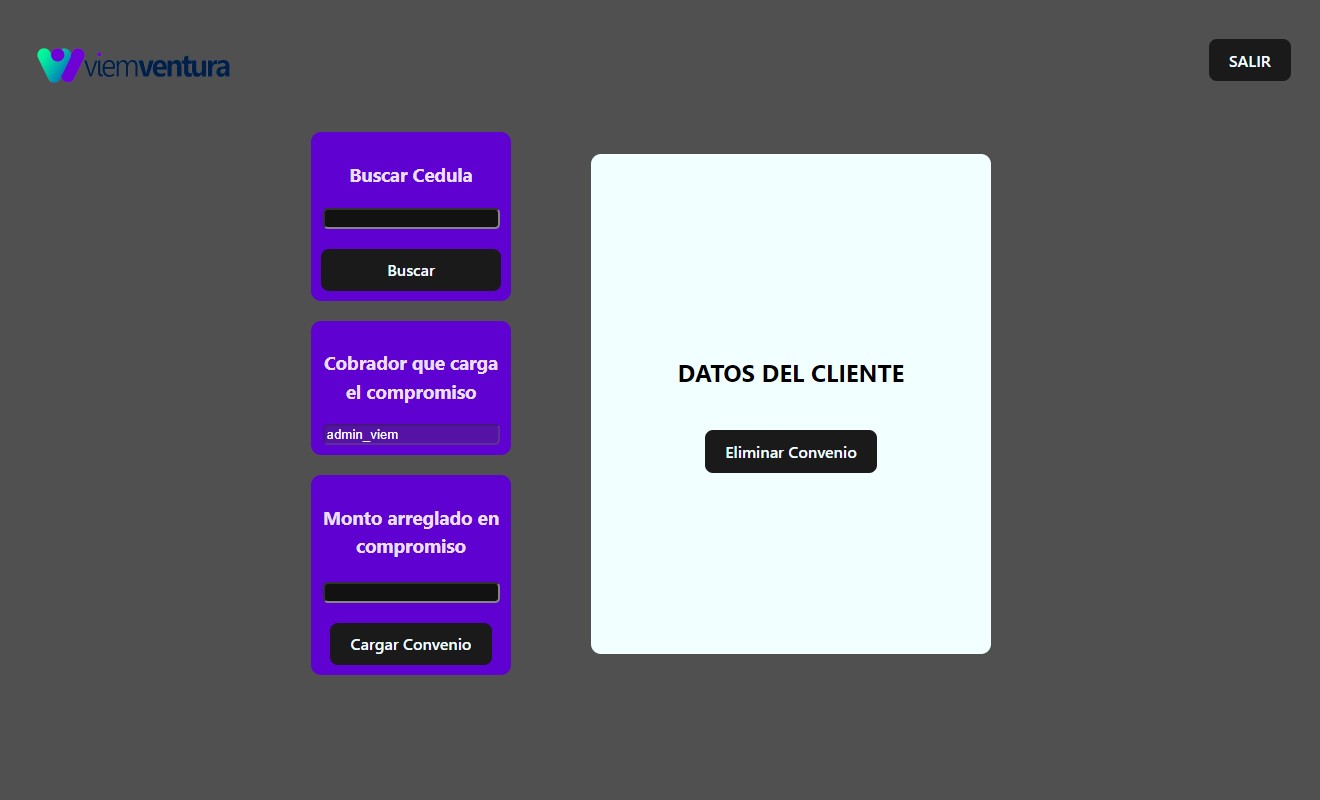 viemventura
SALIR
Buscar Cedula
Buscar
Cobrador que carga
el compromiso
admin_viem
Monto arreglado en
compromiso
Cargar Convenio
DATOS DEL CLIENTE
Eliminar Convenio